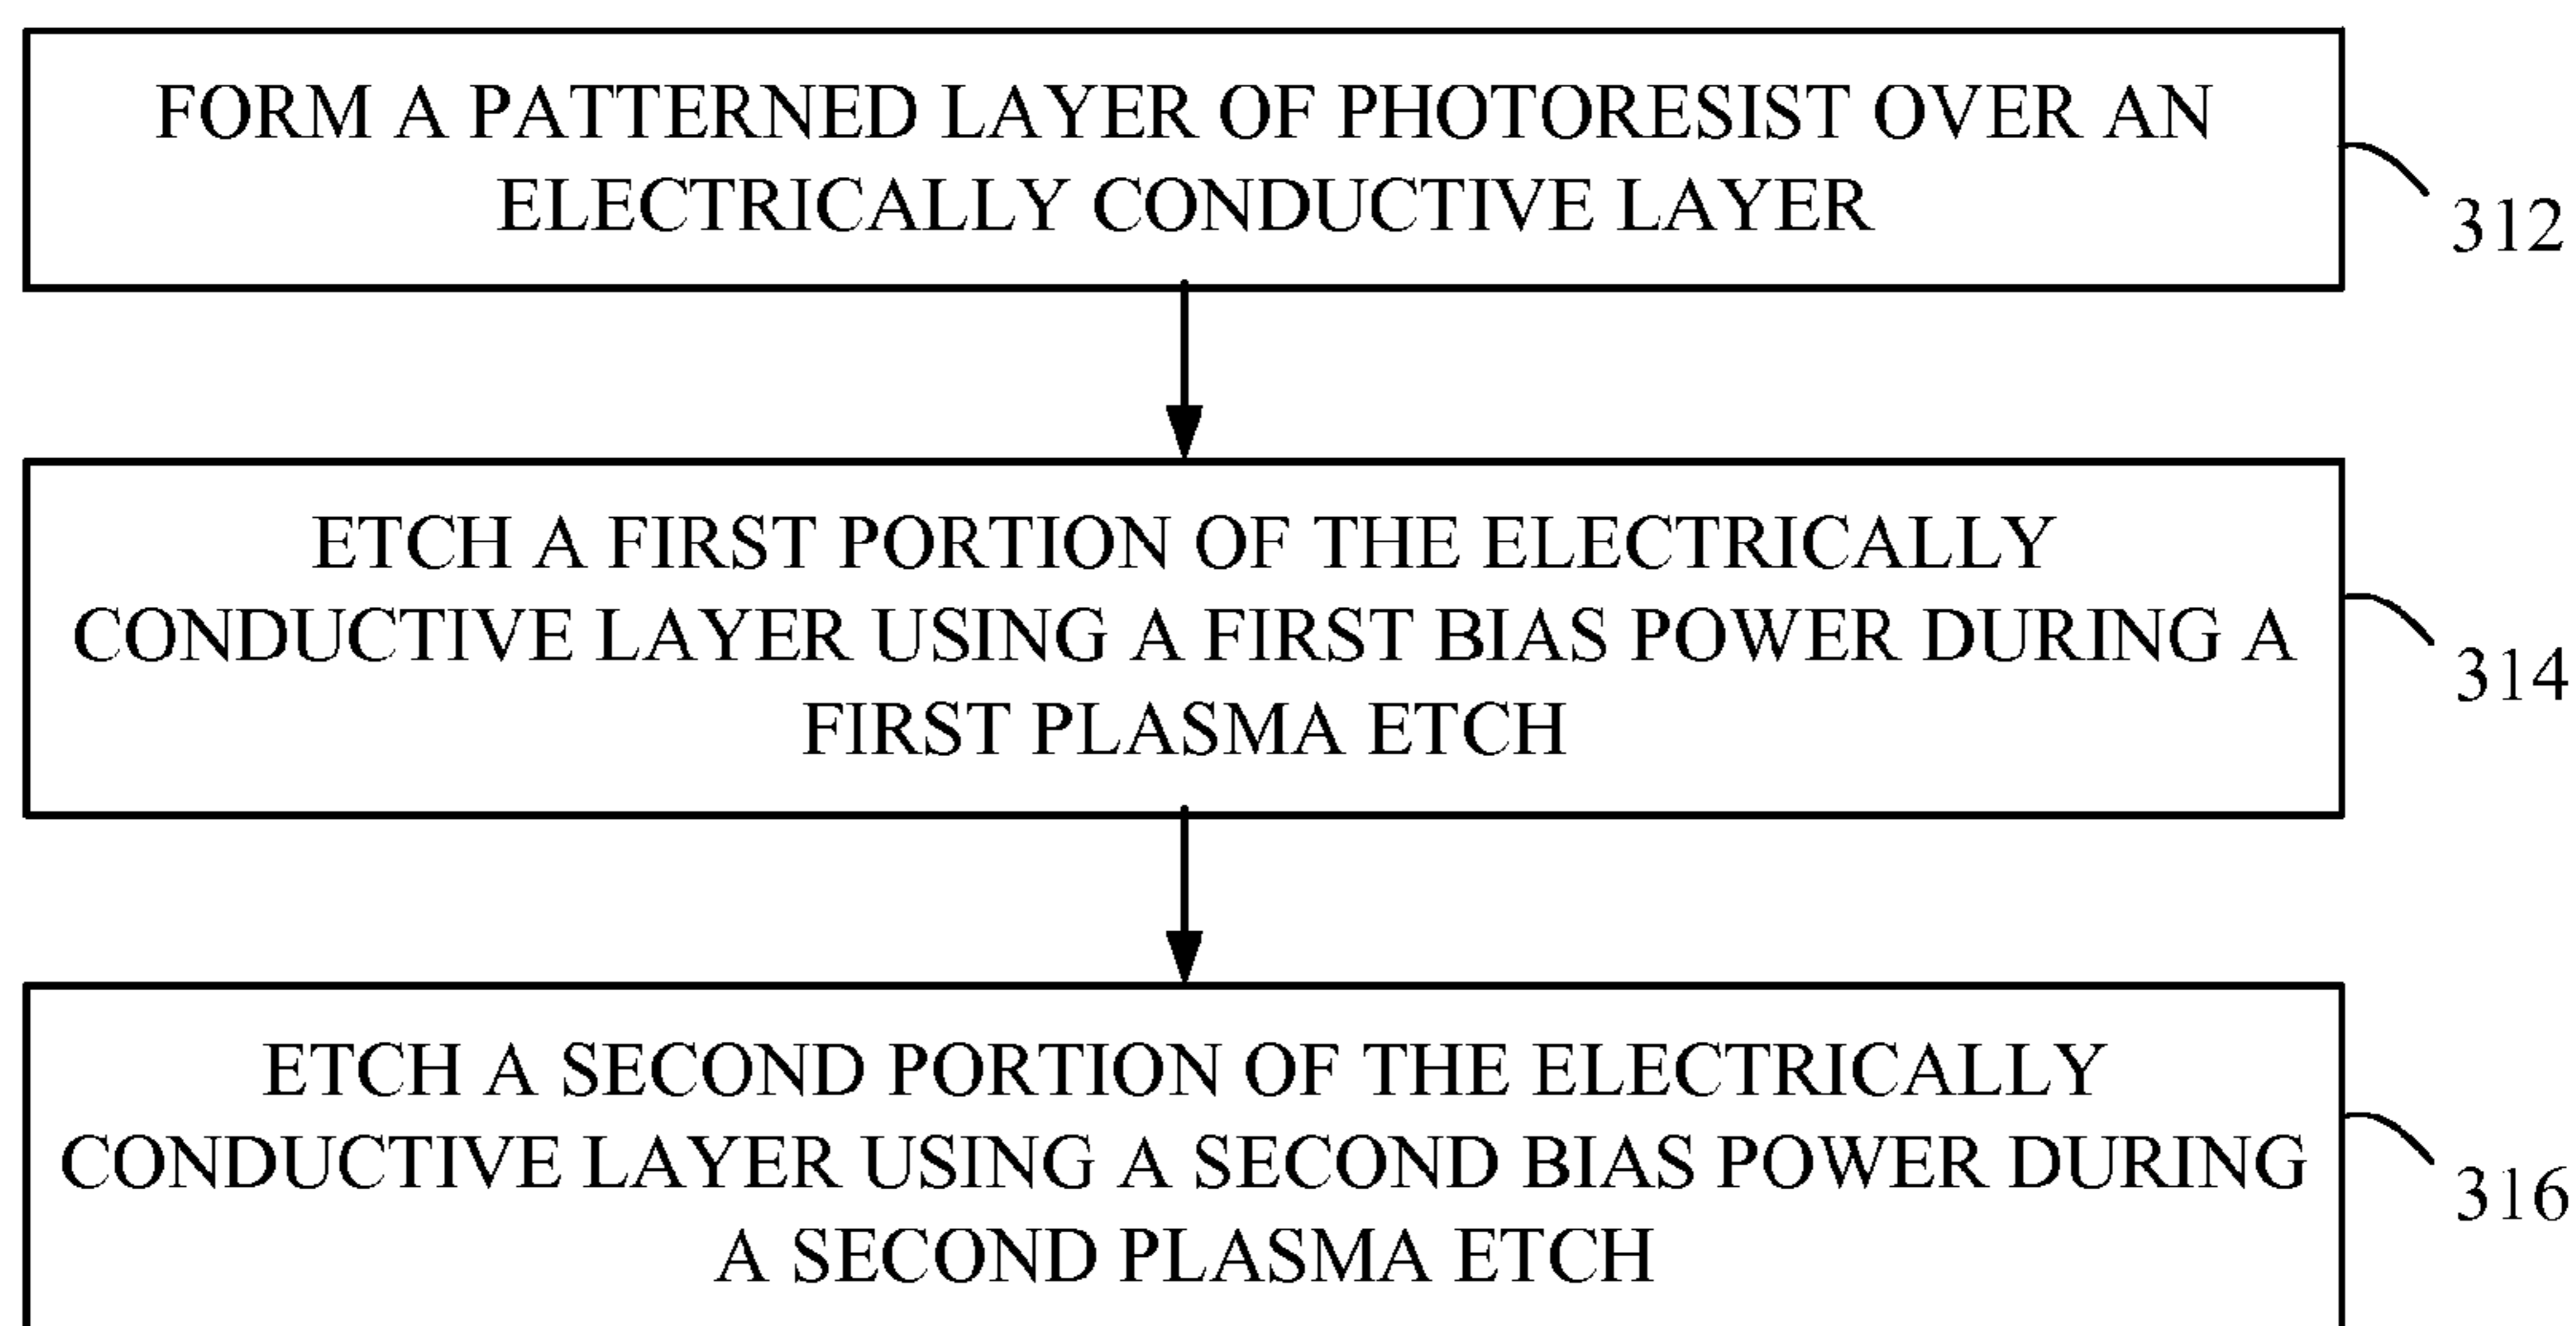 FORM A PATTERNED LAYER OF PHOTORESIST OVER AN
ELECTRICALLY CONDUCTIVE LAYER
312
ETCH A FIRST PORTION OF THE ELECTRICALLY
CONDUCTIVE LAYER USING A FIRST BIAS POWER DURING A
FIRST PLASMA ETCH
314
ETCH A SECOND PORTION OF THE ELECTRICALLY
CONDUCTIVE LAYER USING A SECOND BIAS POWER DURING
A SECOND PLASMA ETCH
316